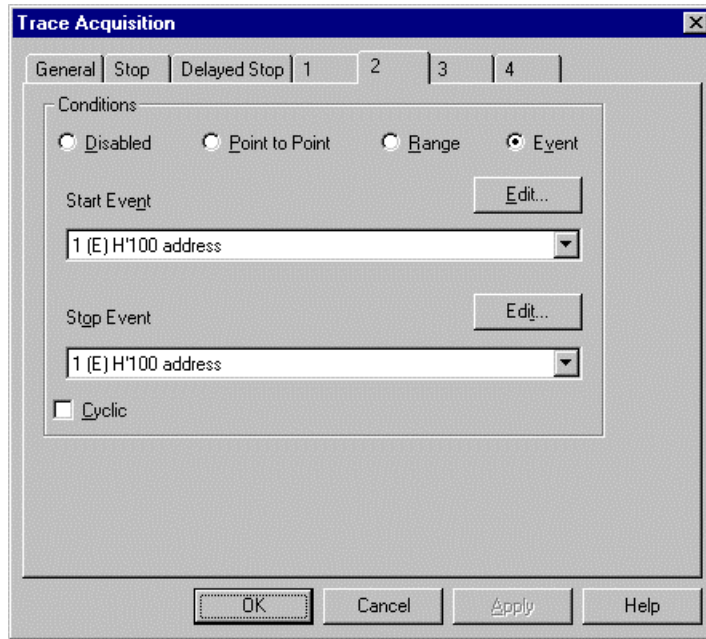 Trace Acquisition
General Stop Delayed Stop 1 2 3 4
Conditions
Disabled Point to Point Range Event
Start Event Edit...
1 (E) H'100 address
Stop Event Edit...
1 (E) H'100 address
Cyclic
OK Cancel Apply Help